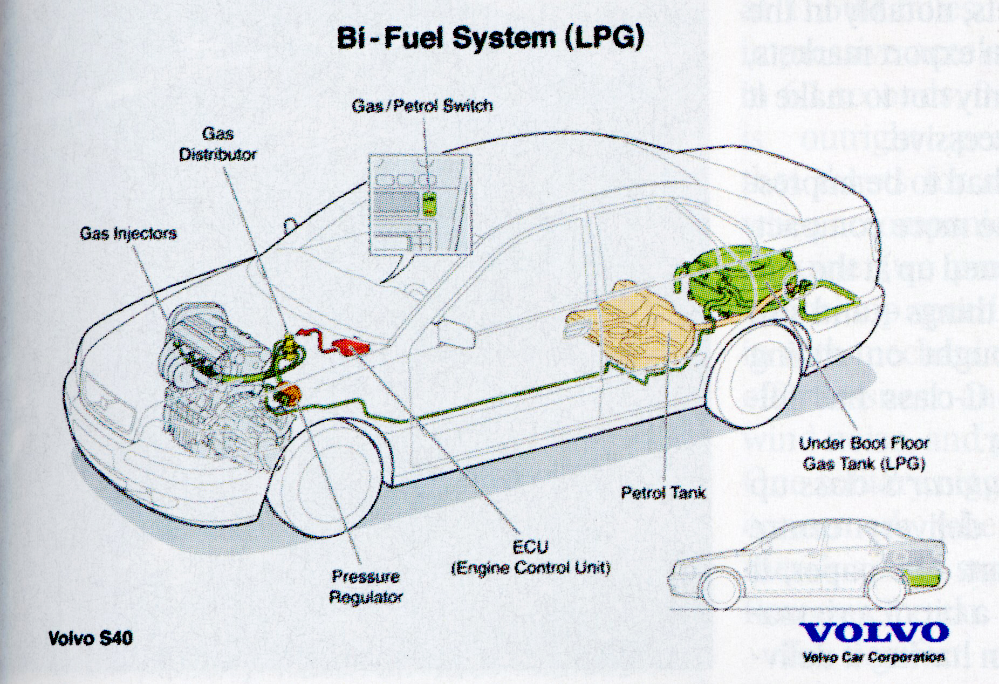 Bi-Fuel System (LPG)
Gas/Petrol Switch
Gas
Distributor
Gas Injectors
Under Boot Floor
Gas Tank (LPG)
Petrol Tank
ECU
(Engine Control Unit)
Pressure
Regulator
Volvo S40
VOLVO
Volvo Car Corporation